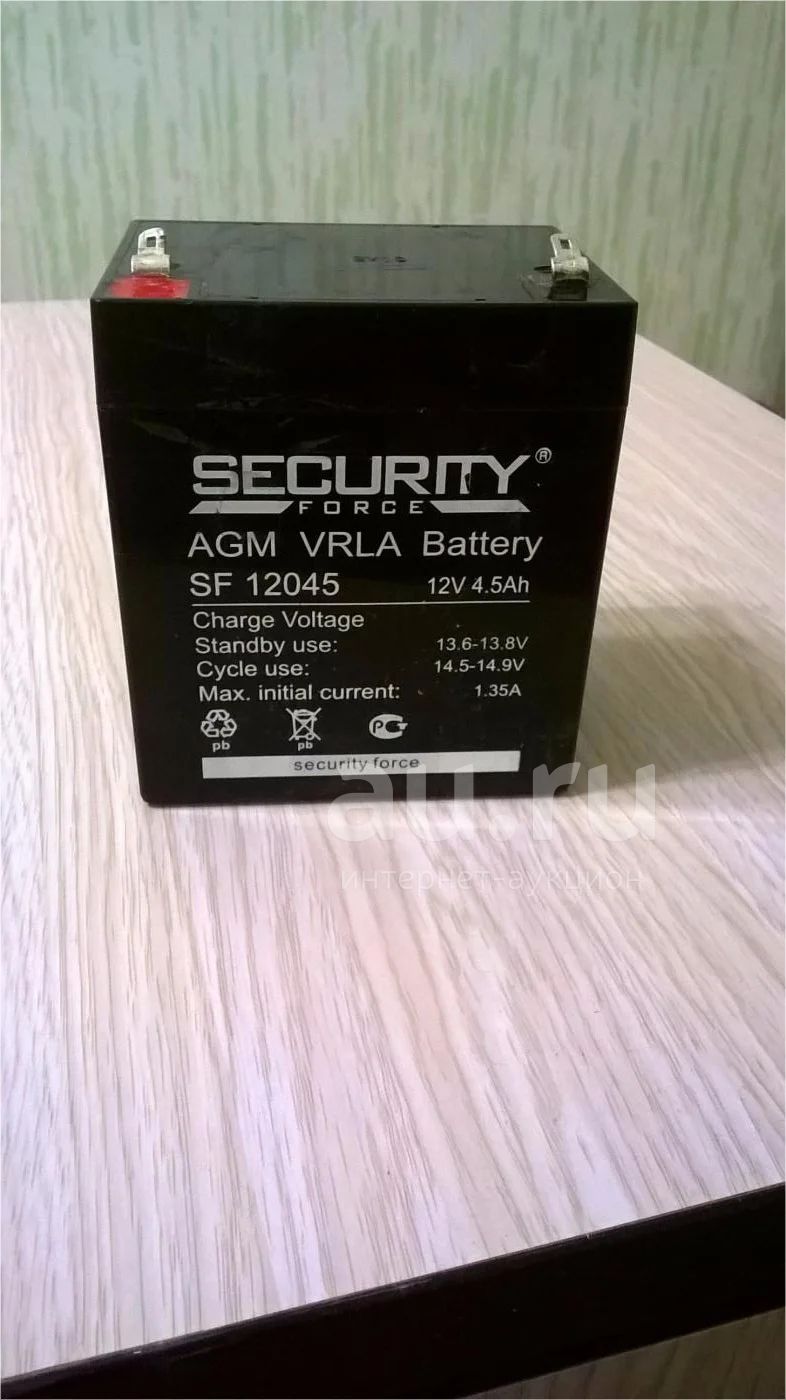 SECURITY®
FORCE
AGM VRLA Battery
SF 12045 12V 4.5Ah
Charge Voltage
Standby use: 13.6-13.8V
Cycle use: 14.5-14.9V
Max. initial current: 1.35A
pb pb РСТ
security force
au.ru
интернет-аукцион